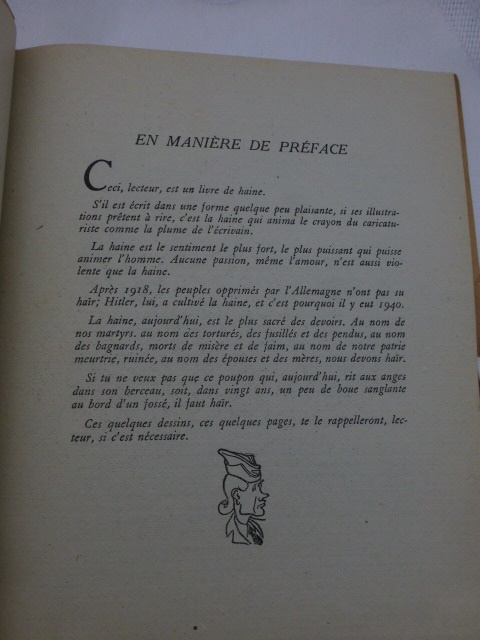 EN MANIÈRE DE PRÉFACE
Ceci, lecteur, est un livre de haine.
S'il est écrit dans une forme quelque peu plaisante, si ses illustra-
tions prêtent à rire, c'est la haine qui anima le crayon du caricatu-
riste comme la plume de l'écrivain.
La haine est le sentiment le plus fort, le plus puissant qui puisse
animer l'homme. Aucune passion, même l'amour, n'est aussi vio-
lente que la haine.
Après 1918, les peuples opprimés par l'Allemagne n'ont pas su
haïr; Hitler, lui, a cultivé la haine, et c'est pourquoi il y eut 1940.
La haine, aujourd'hui, est le plus sacré des devoirs. Au nom de
nos martyrs. au nom des torturés, des fusillés et des pendus, au nom
des bagnards, morts de misère et de faim, au nom de notre patrie
meurtrie, ruinée, au nom des épouses et des mères, nous devons haïr.
Si tu ne veux pas que ce poupon qui, aujourd'hui, rit aux anges
dans son berceau, soit, dans vingt ans, un peu de boue sanglante
au bord d'un fossé, il faut haïr.
Ces quelques dessins, ces quelques pages, te le rappelleront, lec-
teur, si c'est nécessaire.